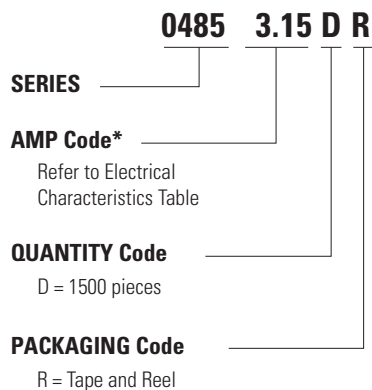 0485 3.15 D R
SERIES
AMP Code*
Refer to Electrical
Characteristics Table
QUANTITY Code
D = 1500 pieces
PACKAGING Code
R = Tape and Reel